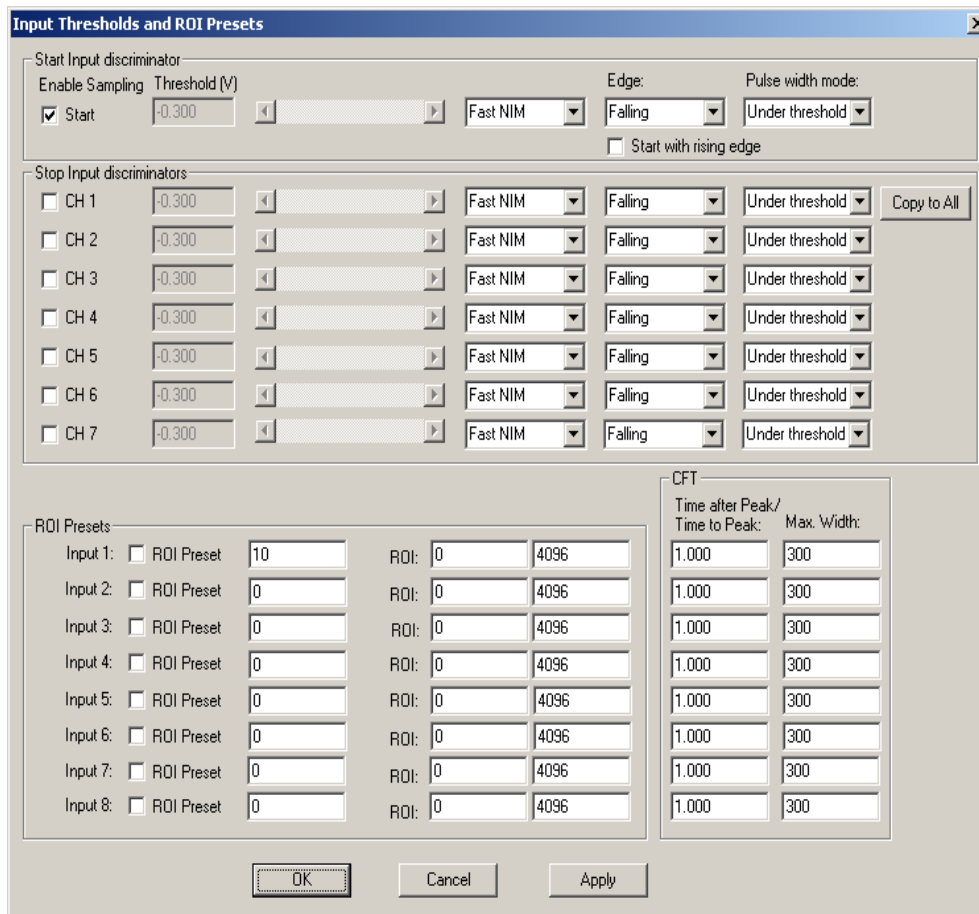 Input Thresholds and ROI Presets
Start Input discriminator
Enable Sampling Threshold (V) Edge: Pulse width mode:
Start -0.300 Fast NIM Falling Under threshold
Start with rising edge
Stop Input discriminators
CH 1 -0.300 Fast NIM Falling Under threshold Copy to All
CH 2 -0.300 Fast NIM Falling Under threshold
CH 3 -0.300 Fast NIM Falling Under threshold
CH 4 -0.300 Fast NIM Falling Under threshold
CH 5 -0.300 Fast NIM Falling Under threshold
CH 6 -0.300 Fast NIM Falling Under threshold
CH 7 -0.300 Fast NIM Falling Under threshold
CFT
Time after Peak/
Time to Peak: Max. Width:
ROI Presets
Input 1: ROI Preset 10 ROI: 0 4096 1.000 300
Input 2: ROI Preset 0 ROI: 0 4096 1.000 300
Input 3: ROI Preset 0 ROI: 0 4096 1.000 300
Input 4: ROI Preset 0 ROI: 0 4096 1.000 300
Input 5: ROI Preset 0 ROI: 0 4096 1.000 300
Input 6: ROI Preset 0 ROI: 0 4096 1.000 300
Input 7: ROI Preset 0 ROI: 0 4096 1.000 300
Input 8: ROI Preset 0 ROI: 0 4096 1.000 300
OK Cancel Apply